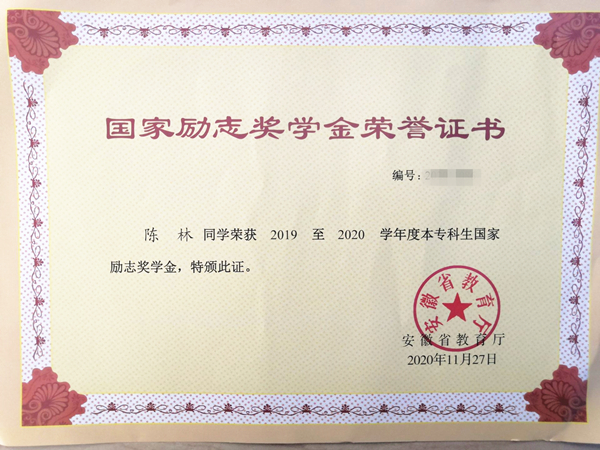 国家励志奖学金荣誉证书
编号：
陈 林 同学荣获 2019 至 2020 学年度本专科生国家
励志奖学金，特颁此证。
安徽省教育厅
安徽省教育厅
2020年11月27日